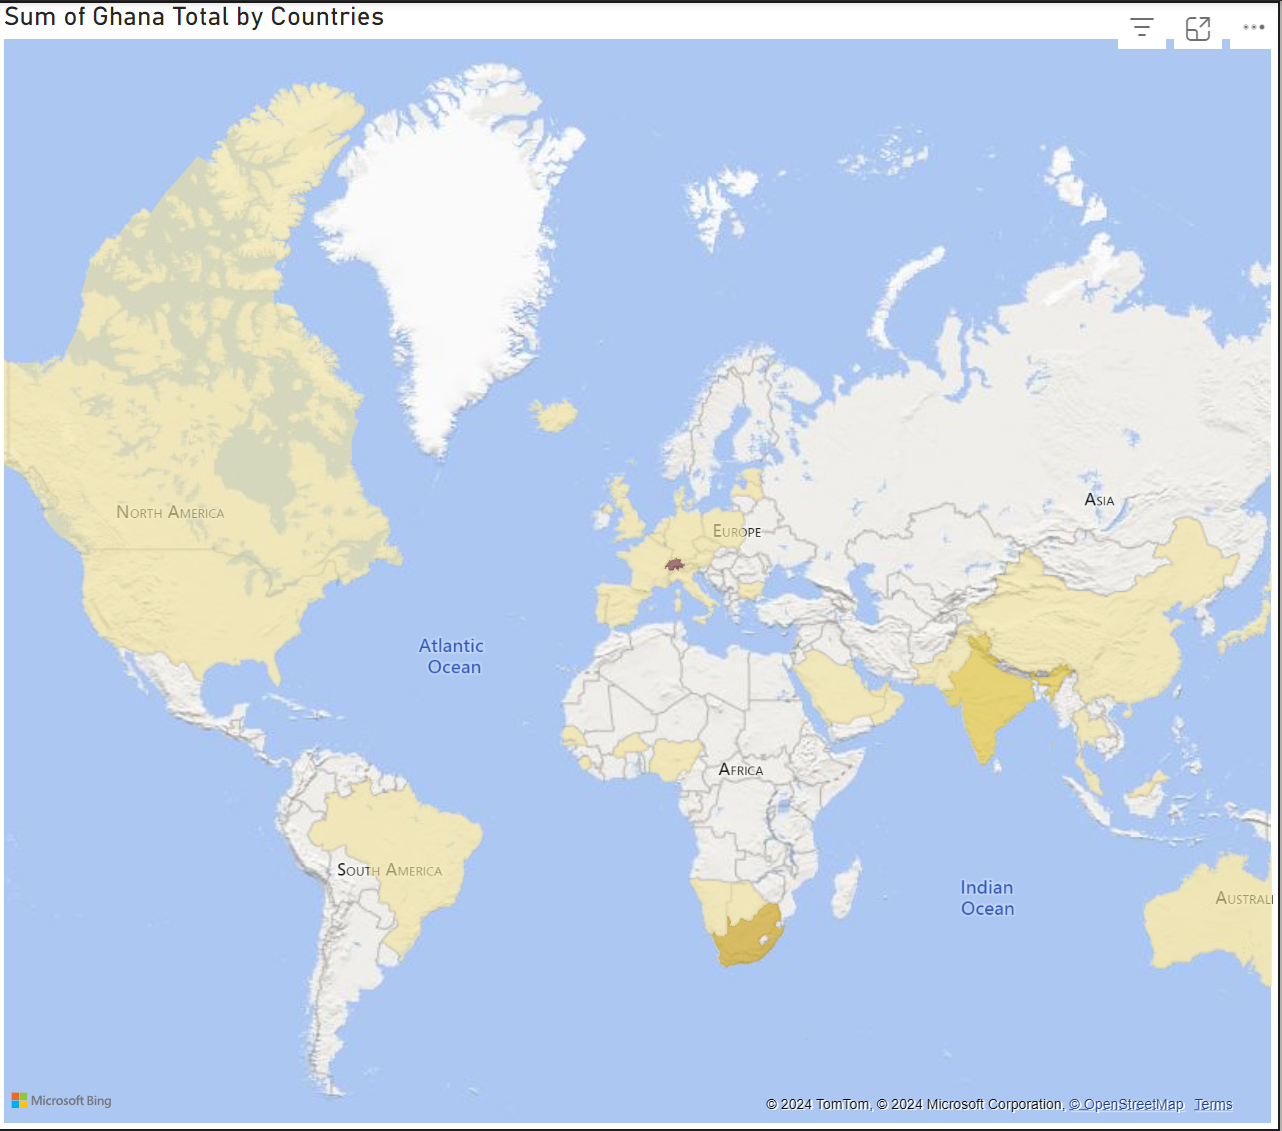 Sum of Ghana Total by Countries
NORTH AMERICA
ASIA
EUROPE
Atlantic
Ocean
AFRICA
SOUTH AMERICA
Indian
Ocean
AUSTRALI
Microsoft Bing
© 2024 TomTom, © 2024 Microsoft Corporation, © OpenStreetMap Terms